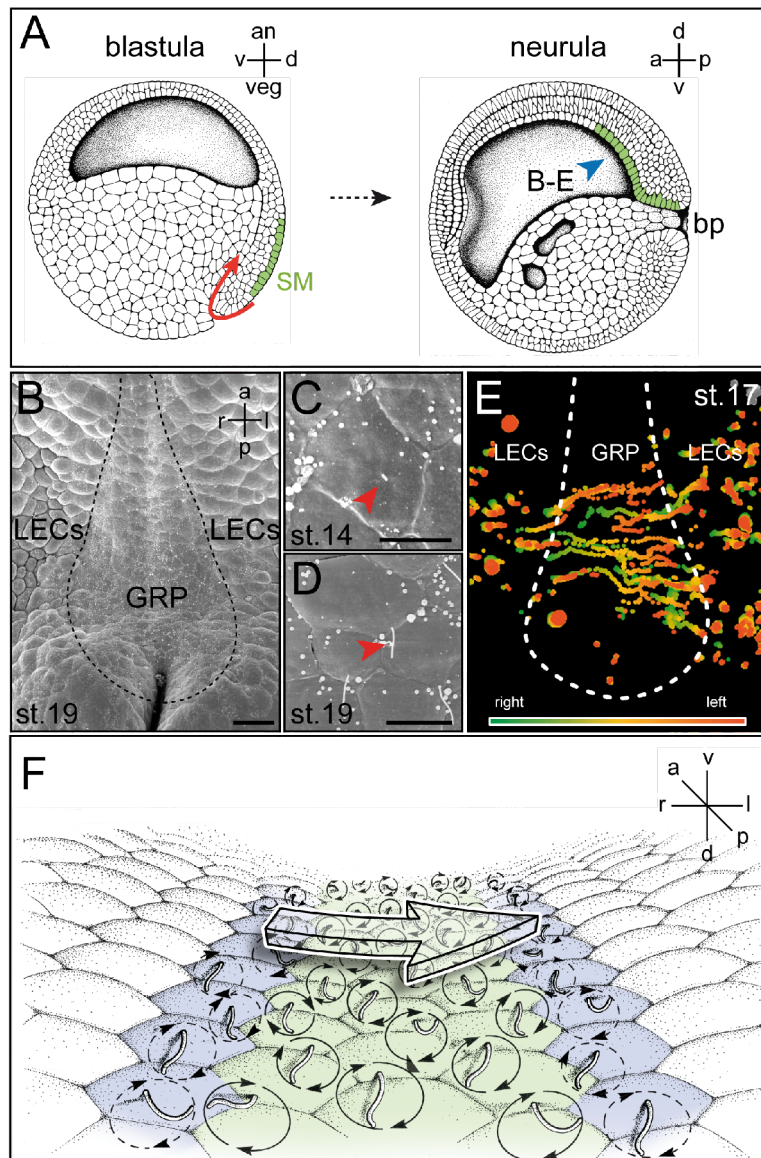 A
blastula
an
v d
veg
SM
neurula
d
a p
v
B-E
bp
B
a
r l
p
LECs
LECs
GRP
st.19
C
st.14
D
st.19
E
st.17
LECs
GRP
LECs
right
left
F
v
a
r l
p
d